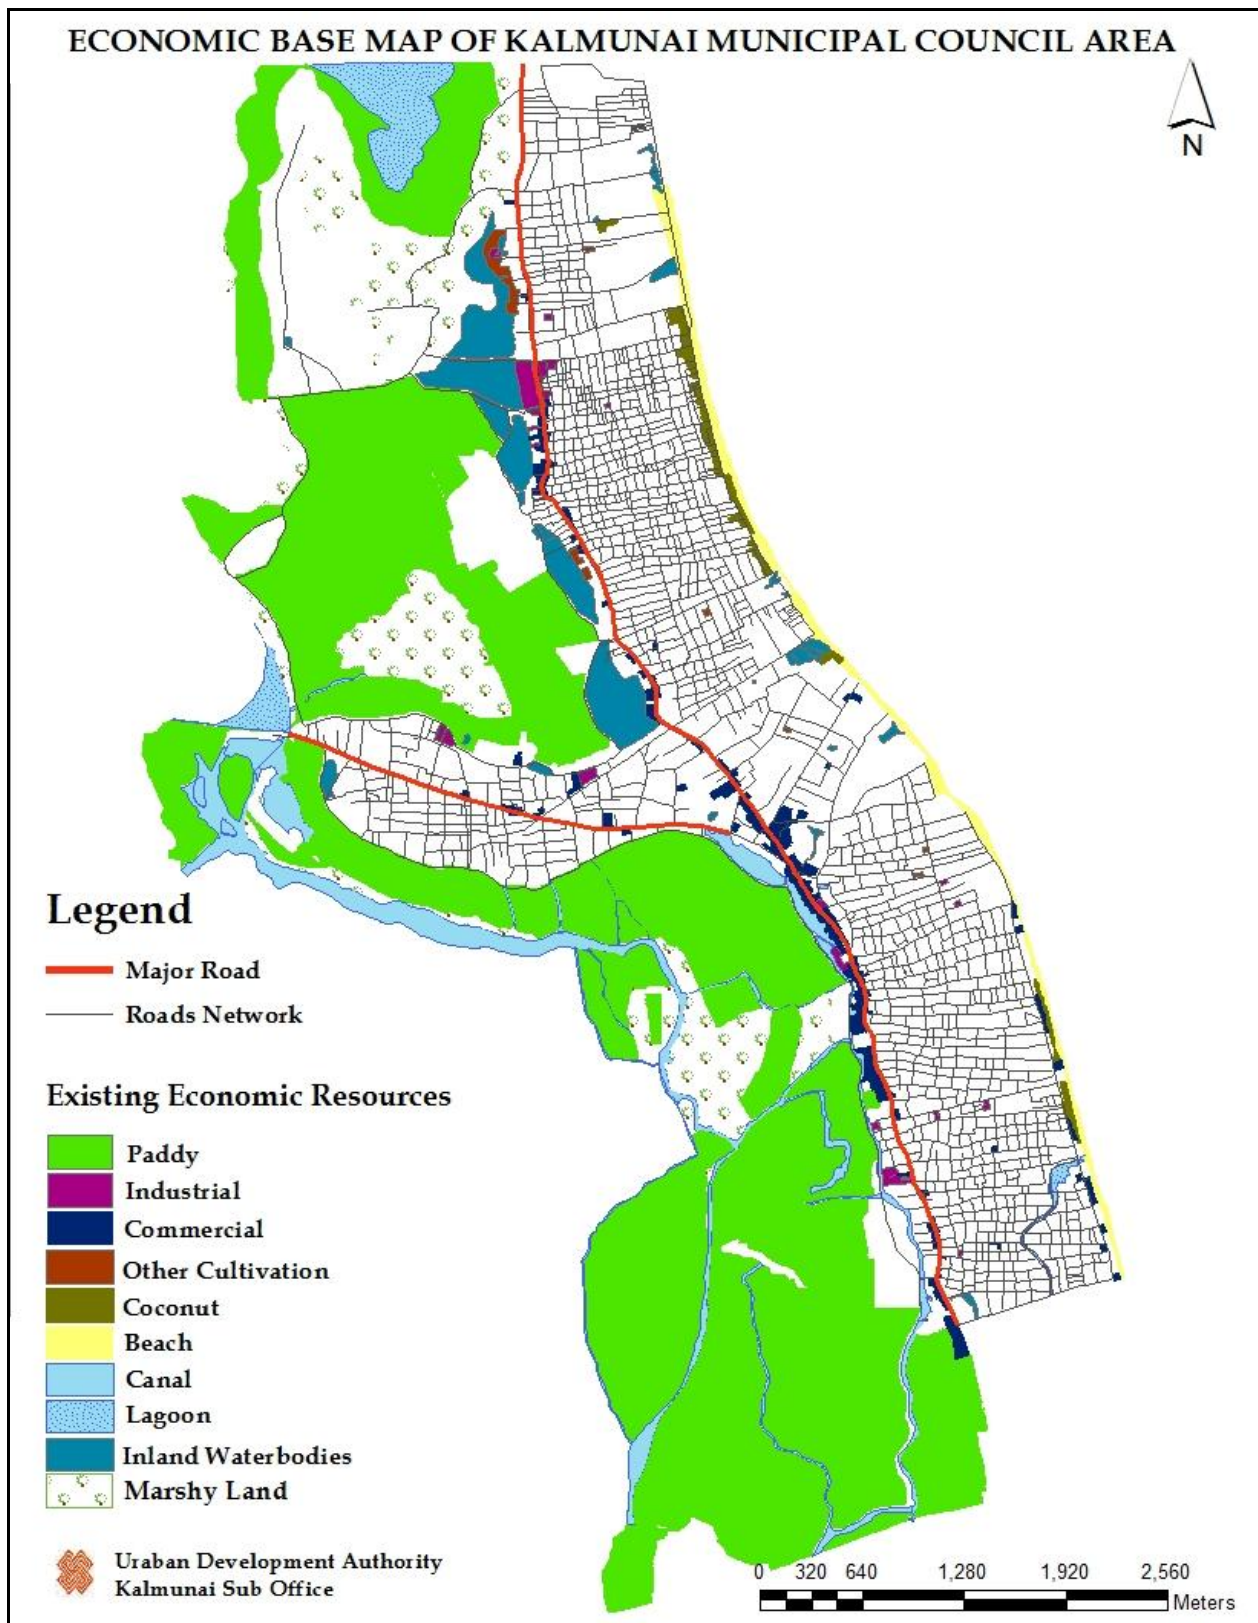 ECONOMIC BASE MAP OF KALMUNAI MUNICIPAL COUNCIL AREA
N
Legend
Major Road
Roads Network
Existing Economic Resources
Paddy
Industrial
Commercial
Other Cultivation
Coconut
Beach
Canal
Lagoon
Inland Waterbodies
Marshy Land
Uraban Development Authority
Kalmunai Sub Office
0 320 640 1,280 1,920 2,560
Meters